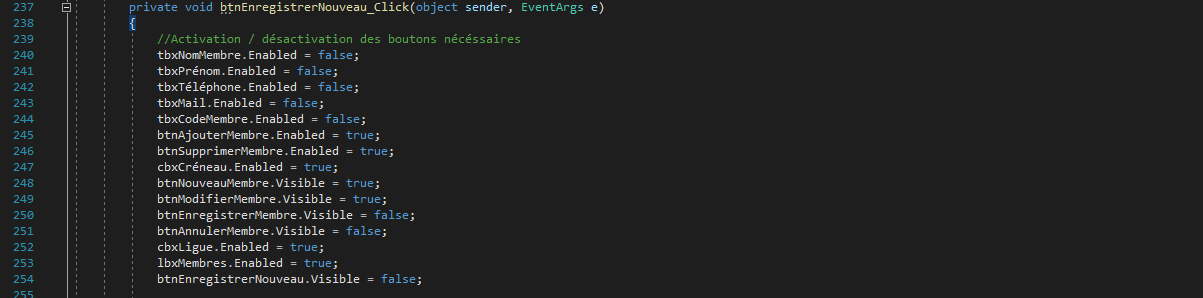 237 private void btnEnregistrerNouveau_Click(object sender, EventArgs e)
238 {
239 //Activation / désactivation des boutons nécéssaires
240 tbxNomMembre.Enabled = false;
241 tbxPrénom.Enabled = false;
242 tbxTéléphone.Enabled = false;
243 tbxMail.Enabled = false;
244 tbxCodeMembre.Enabled = false;
245 btnAjouterMembre.Enabled = true;
246 btnSupprimerMembre.Enabled = true;
247 cbxCréneau.Enabled = true;
248 btnNouveauMembre.Visible = true;
249 btnModifierMembre.Visible = true;
250 btnEnregistrerMembre.Visible = false;
251 btnAnnulerMembre.Visible = false;
252 cbxLigue.Enabled = true;
253 lbxMembres.Enabled = true;
254 btnEnregistrerNouveau.Visible = false;
255